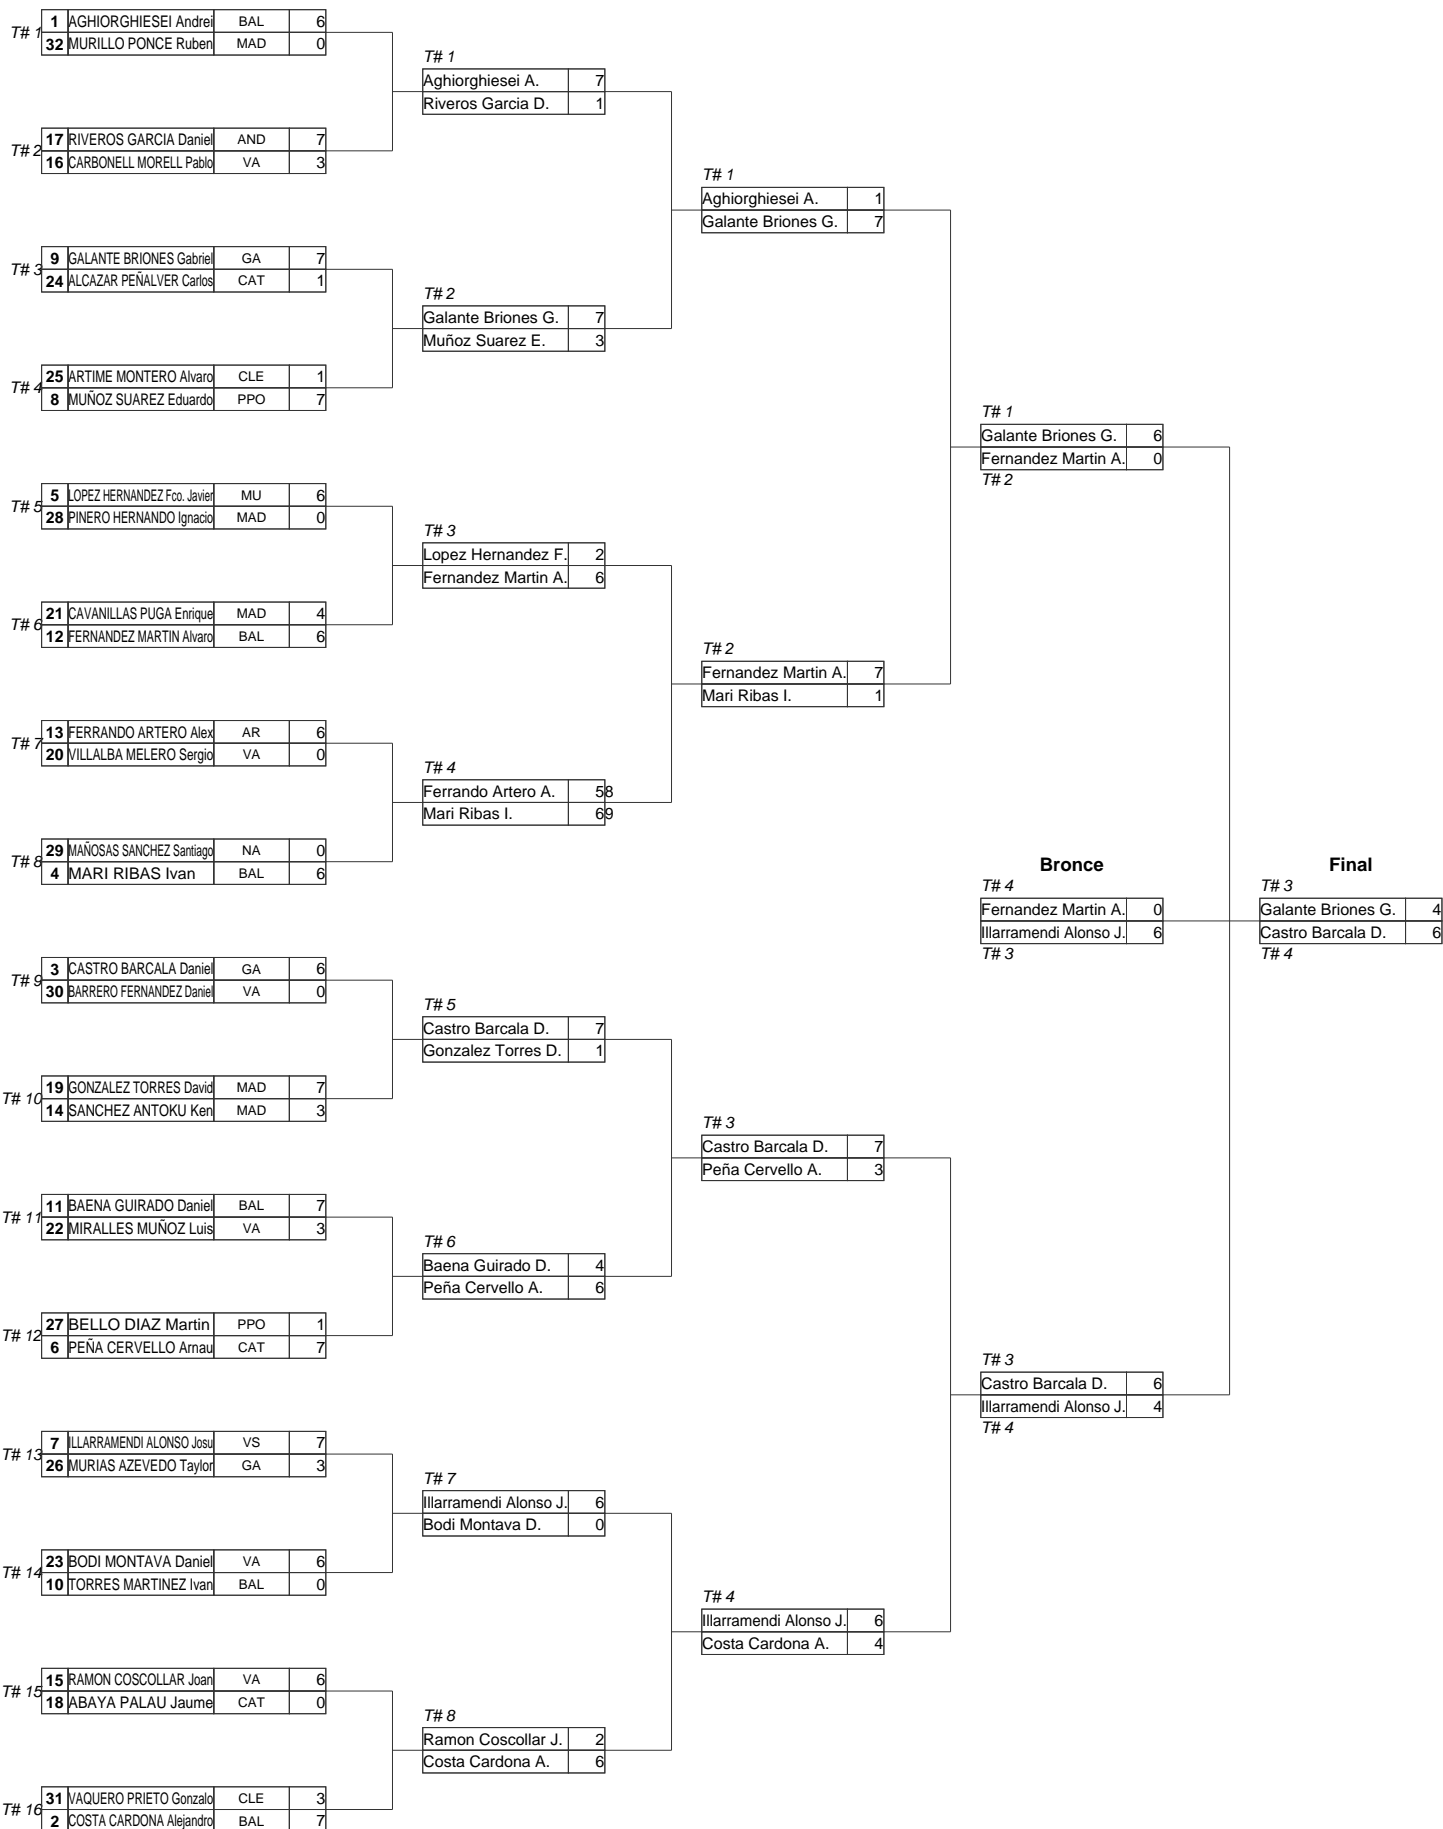 T# 1
1 AGHIORGHIESEI Andrei BAL 6
32 MURILLO PONCE Ruben MAD 0
T# 1
Aghiorghiesei A. 7
Riveros Garcia D. 1
T# 2
17 RIVEROS GARCIA Daniel AND 7
16 CARBONELL MORELL Pablo VA 3
T# 1
Aghiorghiesei A. 1
Galante Briones G. 7
T# 3
9 GALANTE BRIONES Gabriel GA 7
24 ALCAZAR PEÑALVER Carlos CAT 1
T# 2
Galante Briones G. 7
Muñoz Suarez E. 3
T# 4
25 ARTIME MONTERO Alvaro CLE 1
8 MUÑOZ SUAREZ Eduardo PPO 7
T# 1
Galante Briones G. 6
Fernandez Martin A. 0
T# 2
T# 5
5 LOPEZ HERNANDEZ Fco. Javier MU 6
28 PINERO HERNANDO Ignacio MAD 0
T# 3
Lopez Hernandez F. 2
Fernandez Martin A. 6
T# 6
21 CAVANILLAS PUGA Enrique MAD 4
12 FERNANDEZ MARTIN Alvaro BAL 6
T# 2
Fernandez Martin A. 7
Mari Ribas I. 1
T# 7
13 FERRANDO ARTERO Alex AR 6
20 VILLALBA MELERO Sergio VA 0
T# 4
Ferrando Artero A. 58
Mari Ribas I. 69
T# 8
29 MAÑOSAS SANCHEZ Santiago NA 0
4 MARI RIBAS Ivan BAL 6
Bronce
T# 4
Fernandez Martin A. 0
Illarramendi Alonso J. 6
T# 3
Final
T# 3
Galante Briones G. 4
Castro Barcala D. 6
T# 4
T# 9
3 CASTRO BARCALA Daniel GA 6
30 BARRERO FERNANDEZ Daniel VA 0
T# 5
Castro Barcala D. 7
Gonzalez Torres D. 1
T# 10
19 GONZALEZ TORRES David MAD 7
14 SANCHEZ ANTOKU Ken MAD 3
T# 3
Castro Barcala D. 7
Peña Cervello A. 3
T# 11
11 BAENA GUIRADO Daniel BAL 7
22 MIRALLES MUÑOZ Luis VA 3
T# 6
Baena Guirado D. 4
Peña Cervello A. 6
T# 12
27 BELLO DIAZ Martin PPO 1
6 PEÑA CERVELLO Arnau CAT 7
T# 3
Castro Barcala D. 6
Illarramendi Alonso J. 4
T# 4
T# 13
7 ILLARRAMENDI ALONSO Josu VS 7
26 MURIAS AZEVEDO Taylor GA 3
T# 7
Illarramendi Alonso J. 6
Bodi Montava D. 0
T# 14
23 BODI MONTAVA Daniel VA 6
10 TORRES MARTINEZ Ivan BAL 0
T# 4
Illarramendi Alonso J. 6
Costa Cardona A. 4
T# 15
15 RAMON COSCOLLAR Joan VA 6
18 ABAYA PALAU Jaume CAT 0
T# 8
Ramon Coscollar J. 2
Costa Cardona A. 6
T# 16
31 VAQUERO PRIETO Gonzalo CLE 3
2 COSTA CARDONA Alejandro BAL 7